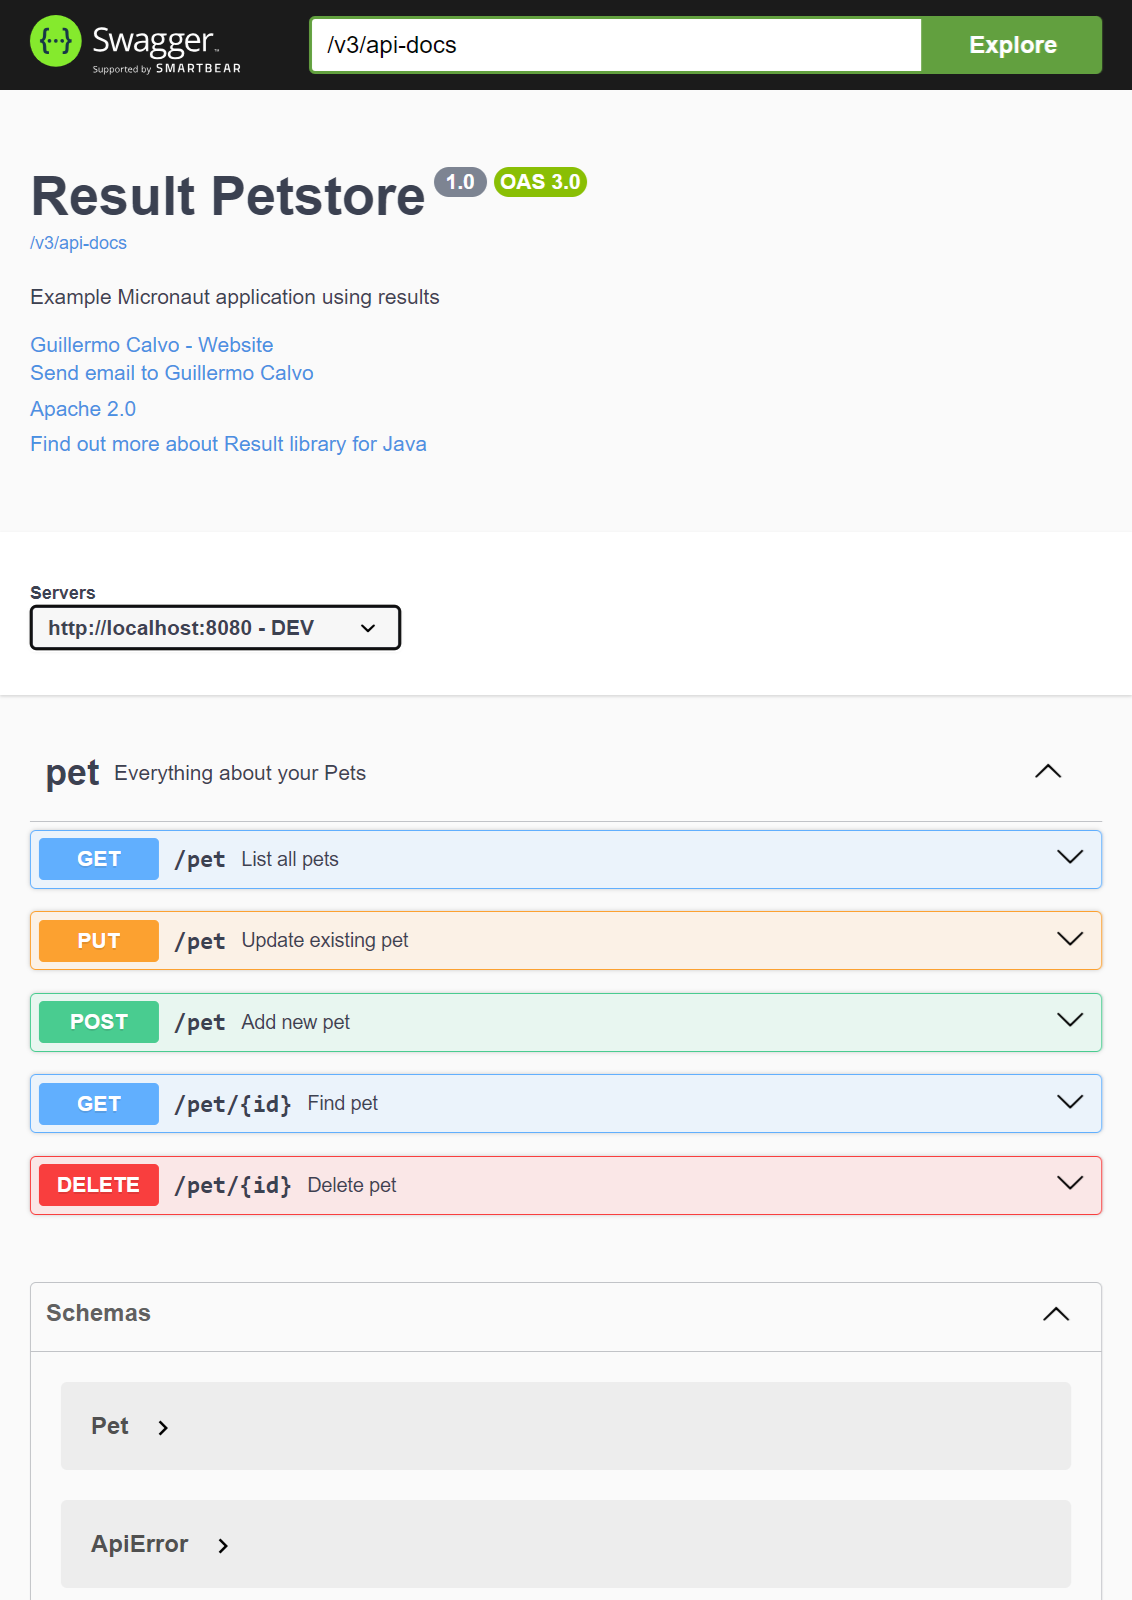 {···} Swagger™
Supported by SMARTBEAR
/v3/api-docs
Explore
Result Petstore 1.0 OAS 3.0
/v3/api-docs
Example Micronaut application using results
Guillermo Calvo - Website
Send email to Guillermo Calvo
Apache 2.0
Find out more about Result library for Java
Servers
http://localhost:8080 - DEV
pet Everything about your Pets
GET /pet List all pets
PUT /pet Update existing pet
POST /pet Add new pet
GET /pet/{id} Find pet
DELETE /pet/{id} Delete pet
Schemas
Pet
ApiError